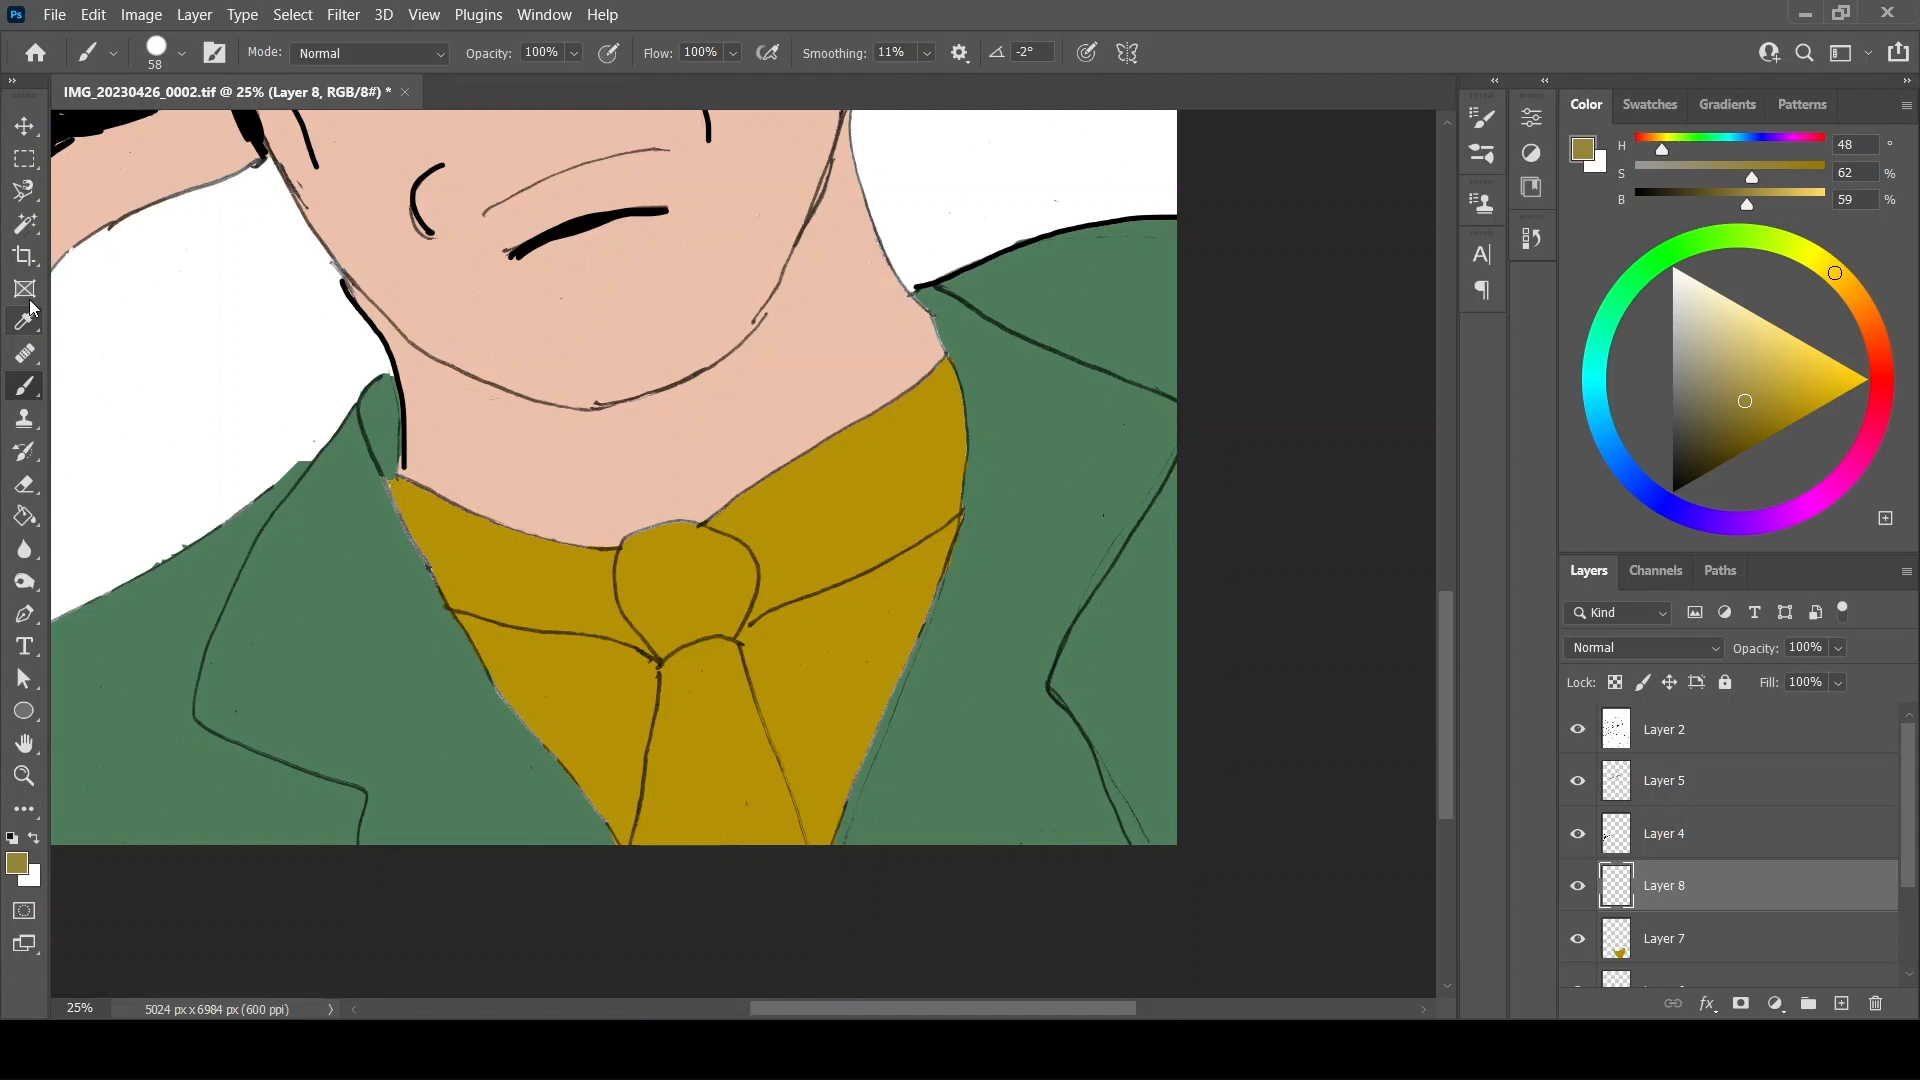 Ps File Edit Image Layer Type Select Filter 3D View Plugins Window Help
58 Mode: Normal Opacity: 100% Flow: 100% Smoothing: 11% -2°
IMG_20230426_0002.tif @ 25% (Layer 8, RGB/8#) *
Color Swatches Gradients Patterns
H 48 °
S 62 %
B 59 %
Layers Channels Paths
Kind
Normal Opacity: 100%
Lock: Fill: 100%
Layer 2
Layer 5
Layer 4
Layer 8
Layer 7
25% 5024 px x 6984 px (600 ppi)